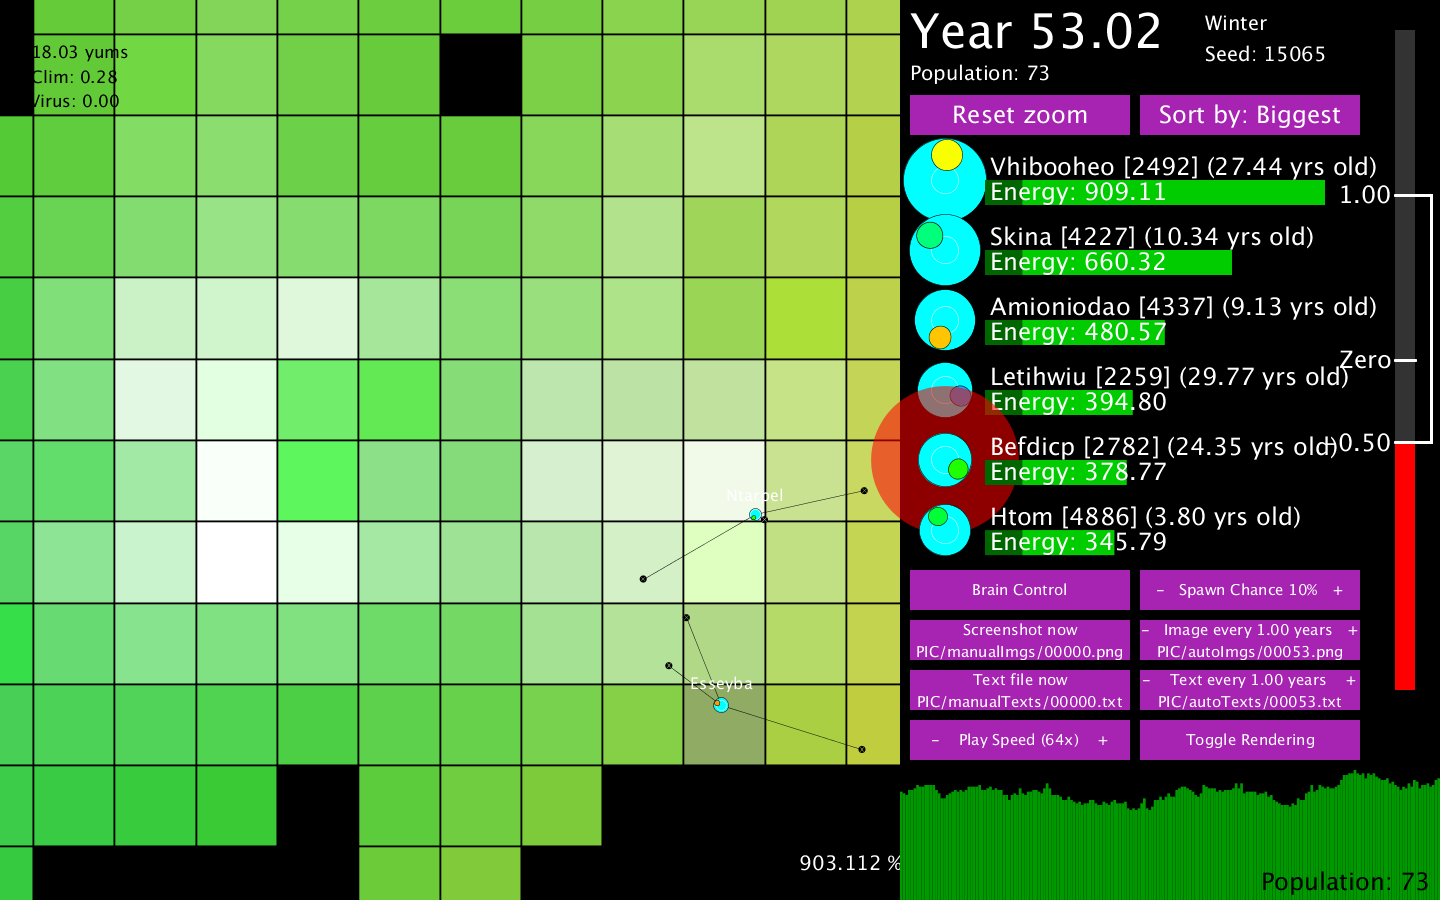 18.03 yums
Clim: 0.28
Virus: 0.00
Ntarpel
Esseyba
903.112 %
Year 53.02
Winter
Seed: 15065
Population: 73
Reset zoom
Sort by: Biggest
Vhibooheo [2492] (27.44 yrs old)
Energy: 909.11
Skina [4227] (10.34 yrs old)
Energy: 660.32
Amioniodao [4337] (9.13 yrs old)
Energy: 480.57
Letihwiu [2259] (29.77 yrs old)
Energy: 394.80
Befdicp [2782] (24.35 yrs old)
Energy: 378.77
Htom [4886] (3.80 yrs old)
Energy: 345.79
1.00
Zero
-0.50
Brain Control
- Spawn Chance 10% +
Screenshot now
PIC/manualImgs/00000.png
- Image every 1.00 years +
PIC/autoImgs/00053.png
Text file now
PIC/manualTexts/00000.txt
- Text every 1.00 years +
PIC/autoTexts/00053.txt
- Play Speed (64x) +
Toggle Rendering
Population: 73